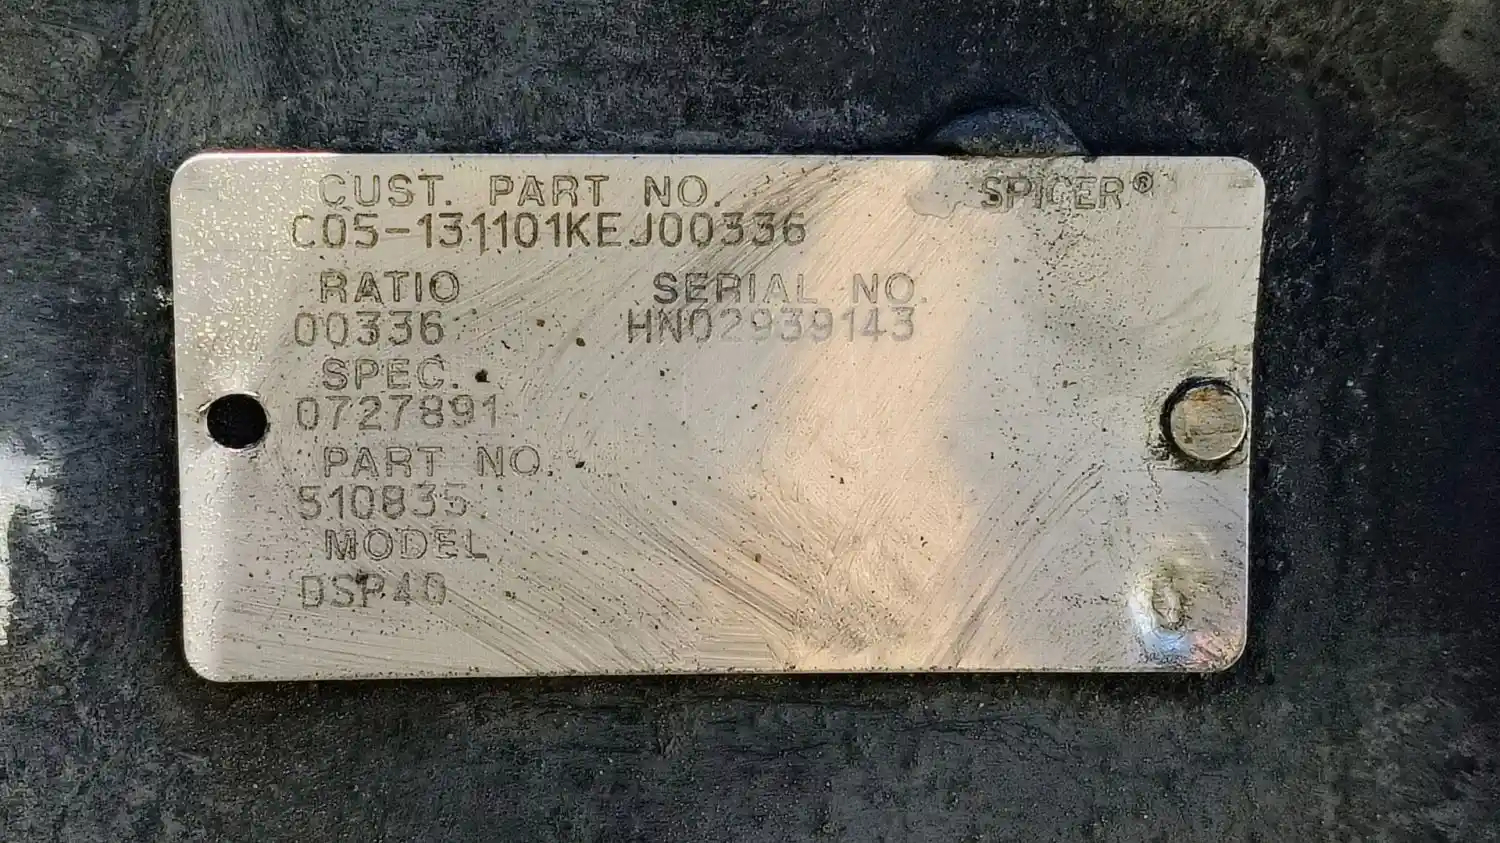 CUST. PART NO. SPICER®
C05-131101KEJ00336
RATIO SERIAL NO.
00336 HN02939143
SPEC.
0727891
PART NO.
510835
MODEL
DSP40